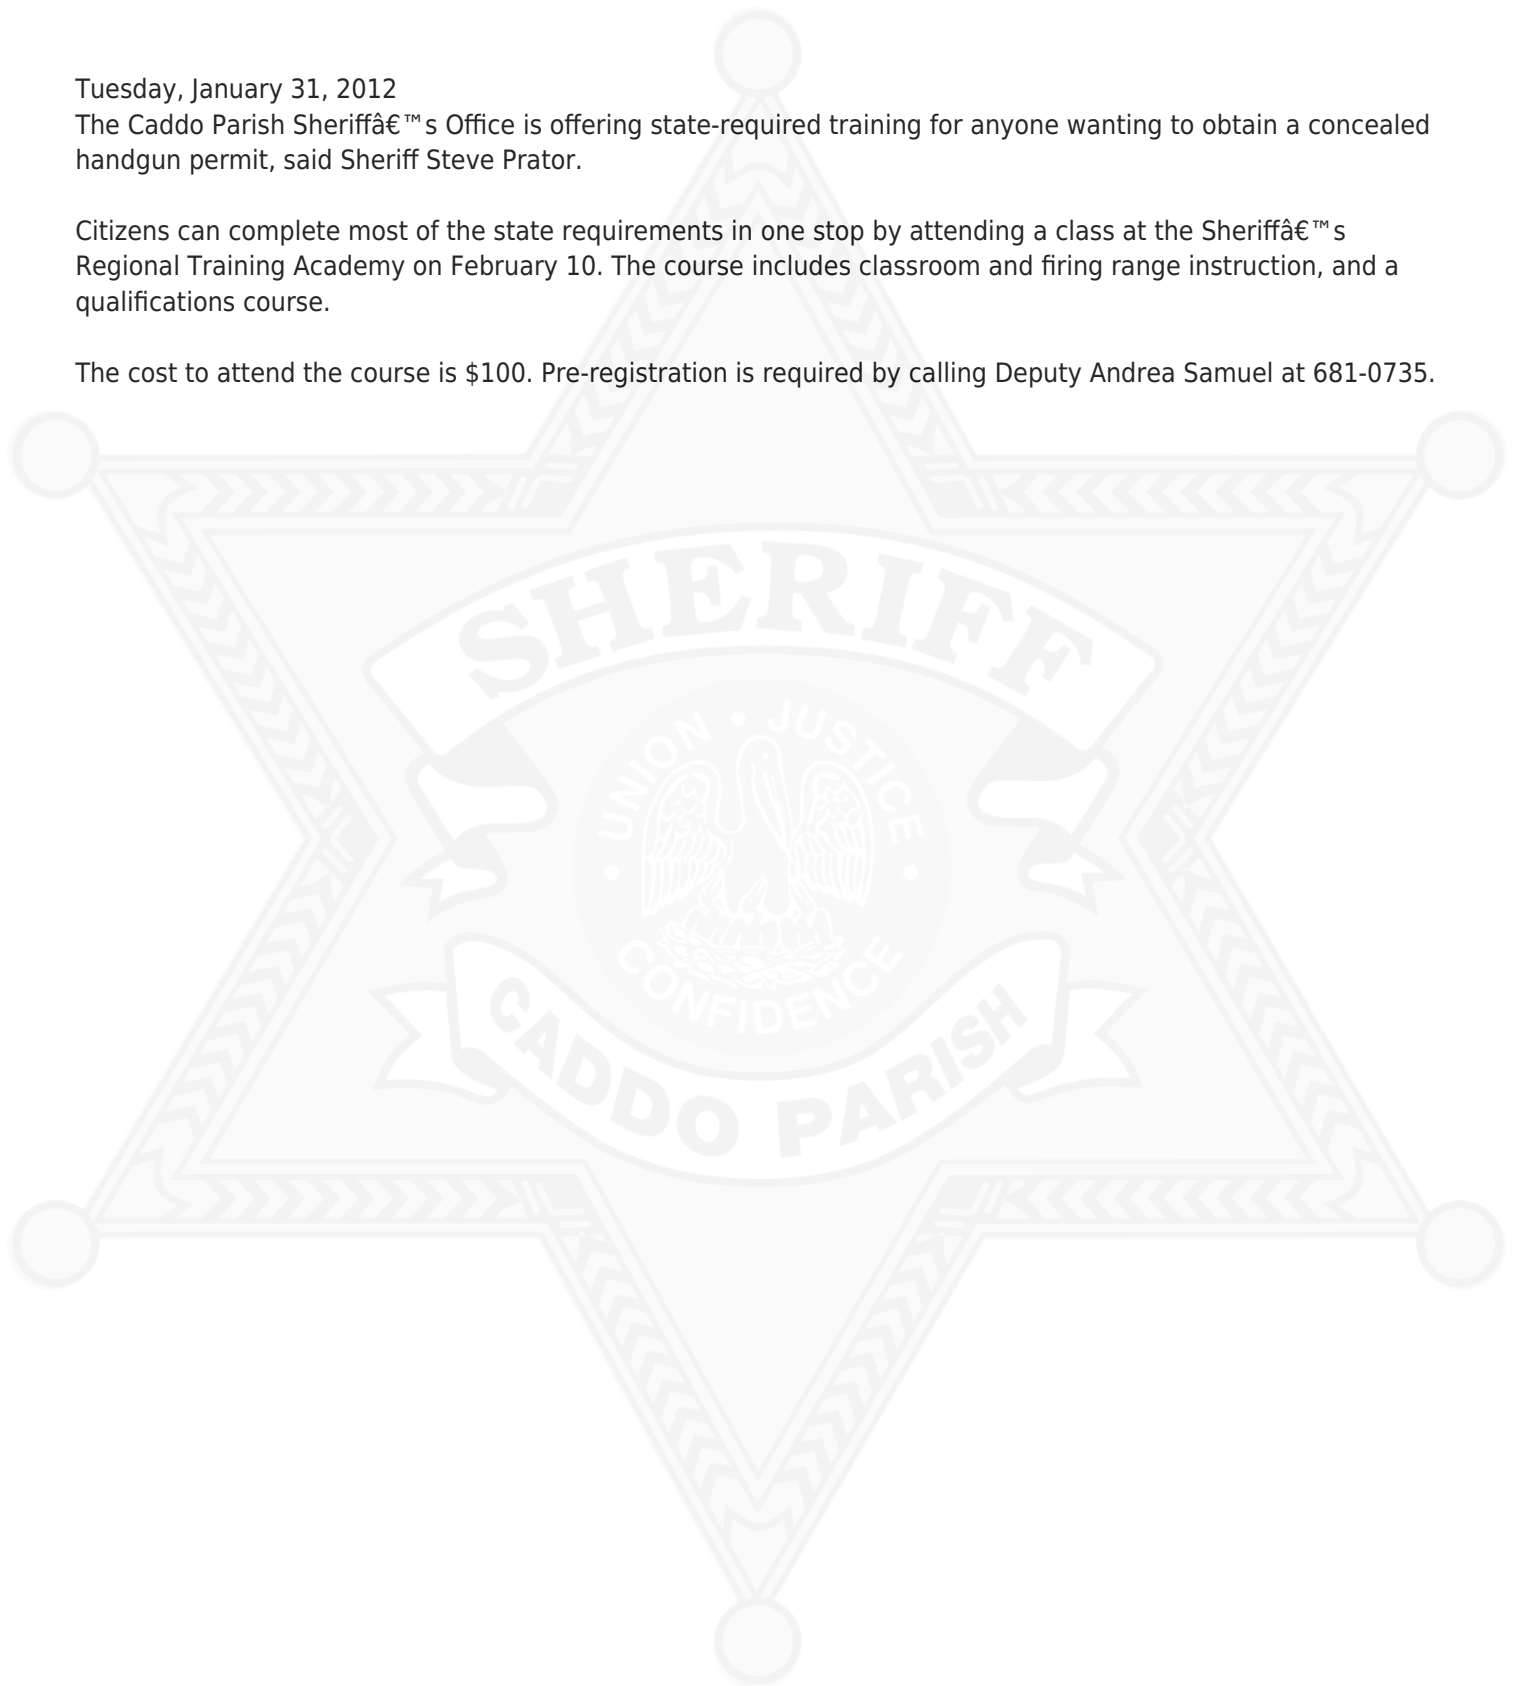 Tuesday, January 31, 2012
The Caddo Parish Sheriffâ€™s Office is offering state-required training for anyone wanting to obtain a concealed
handgun permit, said Sheriff Steve Prator.
Citizens can complete most of the state requirements in one stop by attending a class at the Sheriffâ€™s
Regional Training Academy on February 10. The course includes classroom and firing range instruction, and a
qualifications course.
The cost to attend the course is $100. Pre-registration is required by calling Deputy Andrea Samuel at 681-0735.
SHERIFF
UNION • JUSTICE
• CONFIDENCE •
CADDO PARISH